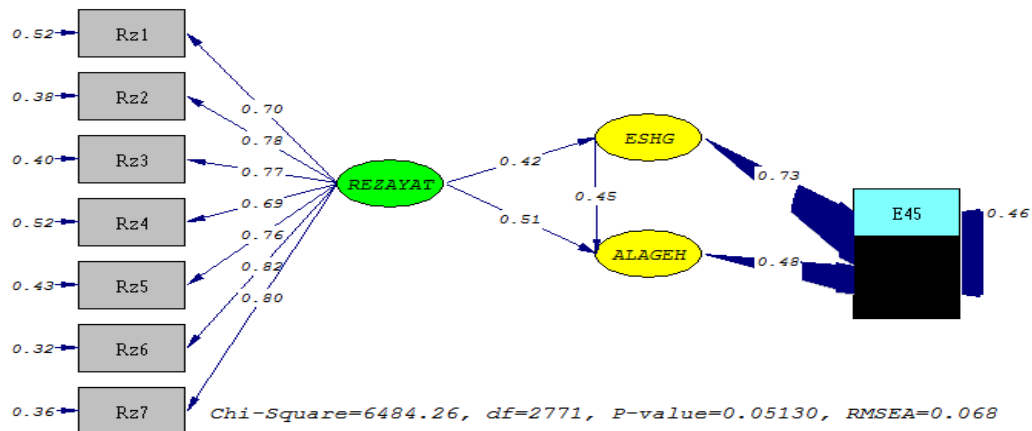 0.52 Rz1
0.38 Rz2
0.40 Rz3
0.52 Rz4
0.43 Rz5
0.32 Rz6
0.36 Rz7
0.70
0.78
0.77
0.69
0.76
0.82
0.80
REZAYAT
0.42
0.51
ESHG
0.45
ALAGEH
0.73
0.48
E45
0.46
Chi-Square=6484.26, df=2771, P-value=0.05130, RMSEA=0.068